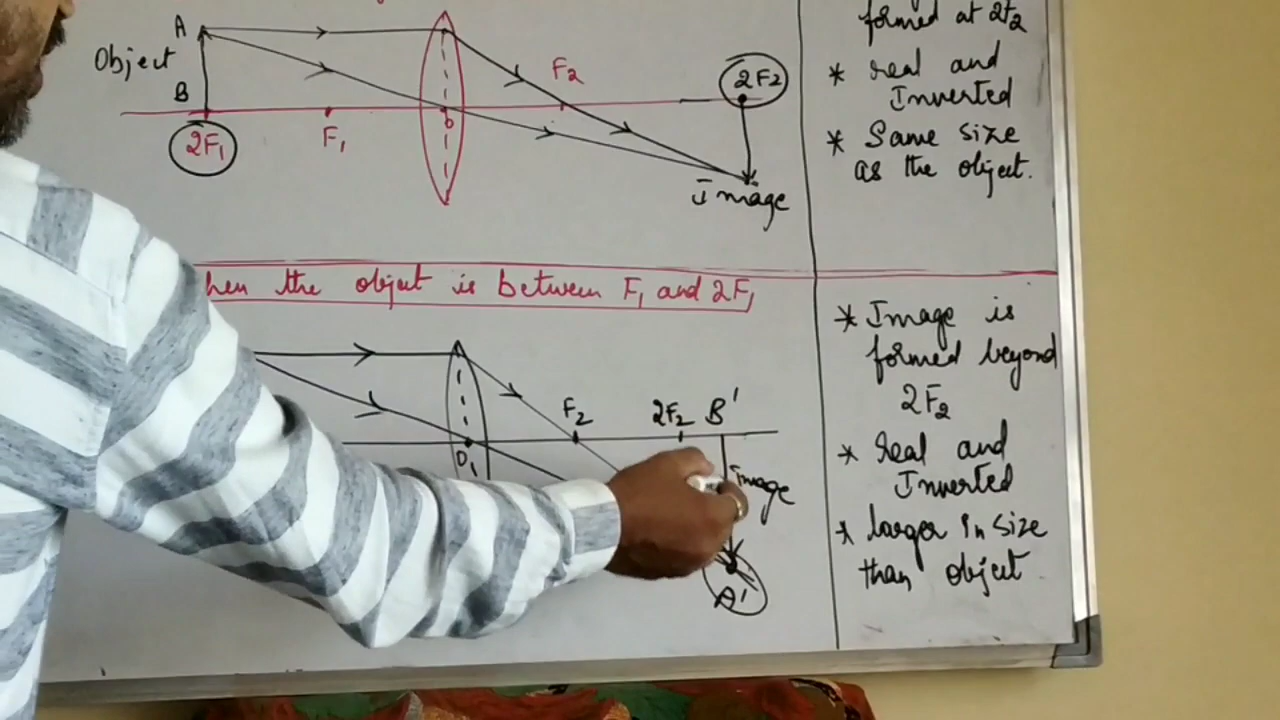 A
Object
B
2F₁
F₁
O
F₂
2F₂
Image
formed at 2F₂
* real and
Inverted
* Same size
as the object.
hen the object is between F₁ and 2F₁
O
F₂
2F₂
B'
Image
A'
* Image is
formed beyond
2F₂
* real and
Inverted
* larger in size
than object